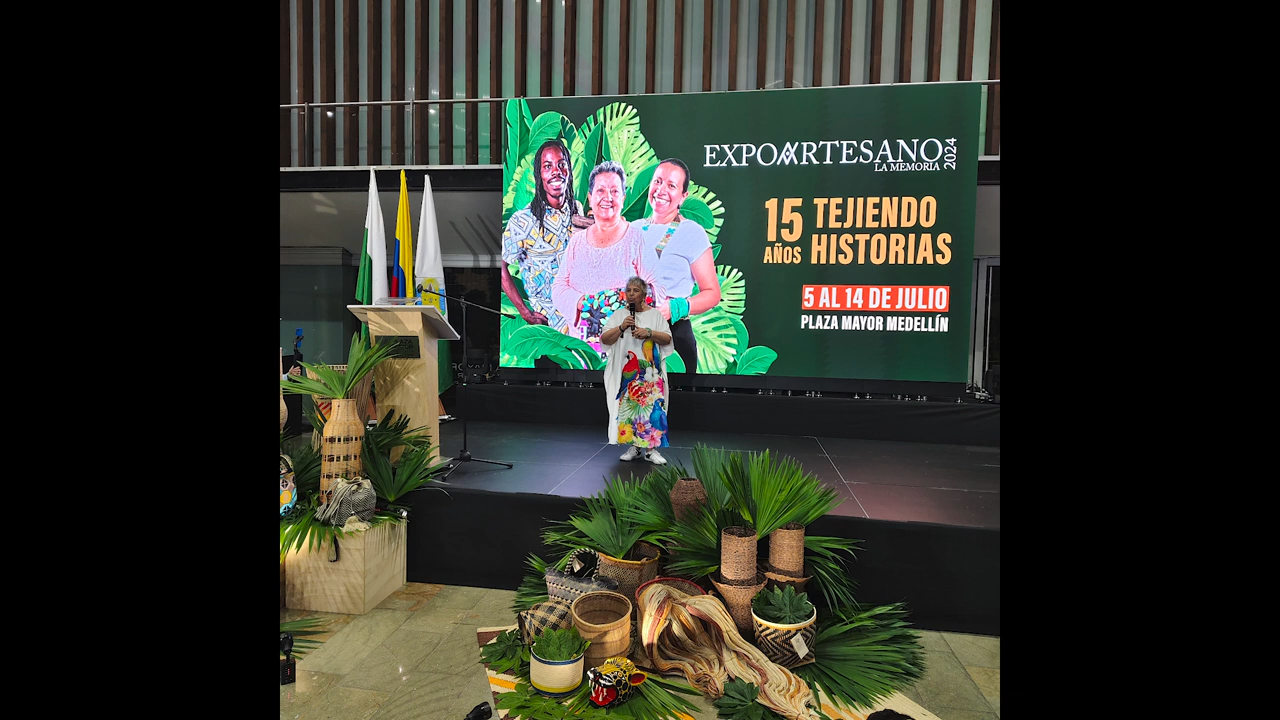 EXPOARTESANO
LA MEMORIA
2024
15 AÑOS
TEJIENDO
HISTORIAS
5 AL 14 DE JULIO
PLAZA MAYOR MEDELLÍN